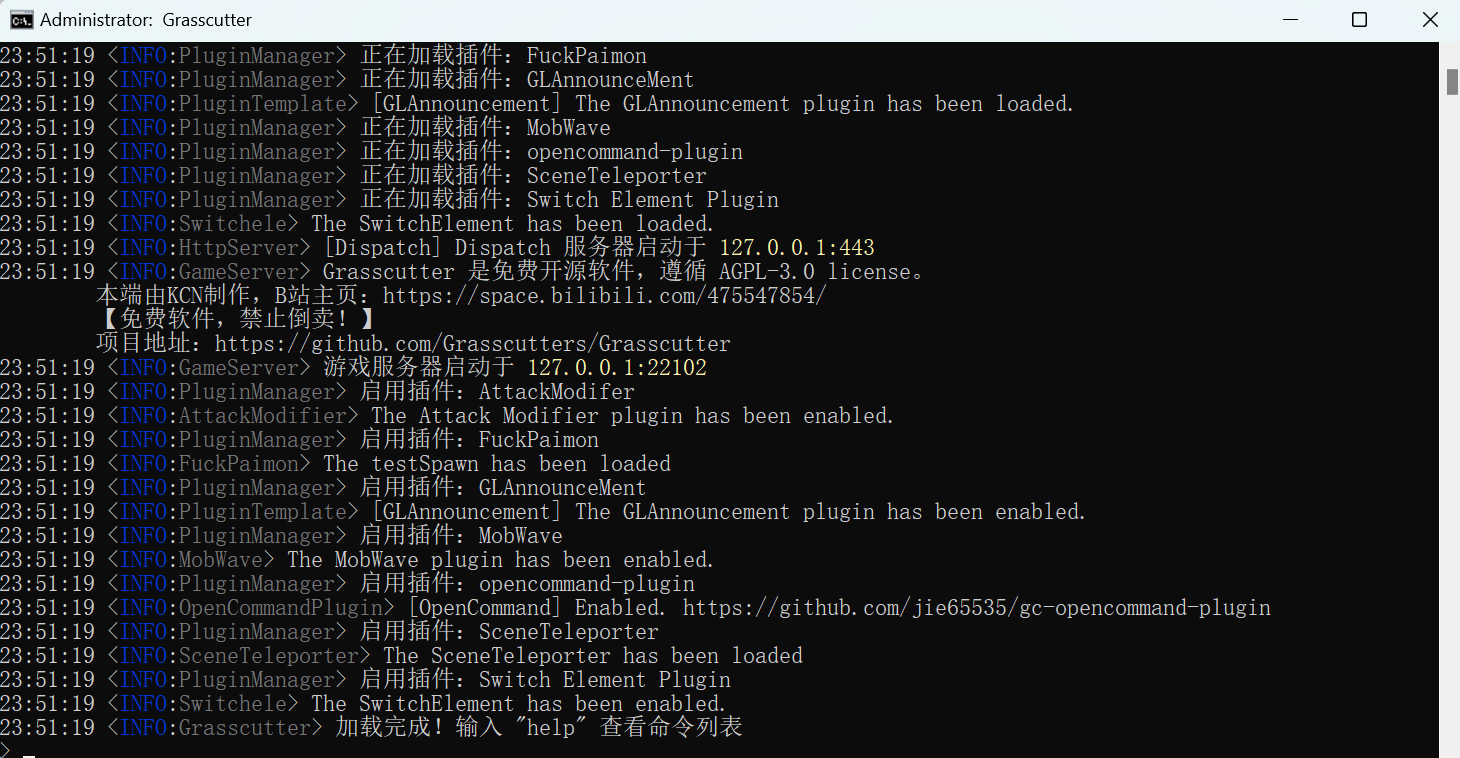 Administrator: Grasscutter
23:51:19 <INFO:PluginManager> 正在加载插件: FuckPaimon
23:51:19 <INFO:PluginManager> 正在加载插件: GLAnnounceMent
23:51:19 <INFO:PluginTemplate> [GLAnnouncement] The GLAnnouncement plugin has been loaded.
23:51:19 <INFO:PluginManager> 正在加载插件: MobWave
23:51:19 <INFO:PluginManager> 正在加载插件: opencommand-plugin
23:51:19 <INFO:PluginManager> 正在加载插件: SceneTeleporter
23:51:19 <INFO:PluginManager> 正在加载插件: Switch Element Plugin
23:51:19 <INFO:Switchele> The SwitchElement has been loaded.
23:51:19 <INFO:HttpServer> [Dispatch] Dispatch 服务器启动于 127.0.0.1:443
23:51:19 <INFO:GameServer> Grasscutter 是免费开源软件，遵循 AGPL-3.0 license。
本端由KCN制作，B站主页：https://space.bilibili.com/475547854/
【免费软件，禁止倒卖！】
项目地址：https://github.com/Grasscutters/Grasscutter
23:51:19 <INFO:GameServer> 游戏服务器启动于 127.0.0.1:22102
23:51:19 <INFO:PluginManager> 启用插件: AttackModifer
23:51:19 <INFO:AttackModifier> The Attack Modifier plugin has been enabled.
23:51:19 <INFO:PluginManager> 启用插件: FuckPaimon
23:51:19 <INFO:FuckPaimon> The testSpawn has been loaded
23:51:19 <INFO:PluginManager> 启用插件: GLAnnounceMent
23:51:19 <INFO:PluginTemplate> [GLAnnouncement] The GLAnnouncement plugin has been enabled.
23:51:19 <INFO:PluginManager> 启用插件: MobWave
23:51:19 <INFO:MobWave> The MobWave plugin has been enabled.
23:51:19 <INFO:PluginManager> 启用插件: opencommand-plugin
23:51:19 <INFO:OpenCommandPlugin> [OpenCommand] Enabled. https://github.com/jie65535/gc-opencommand-plugin
23:51:19 <INFO:PluginManager> 启用插件: SceneTeleporter
23:51:19 <INFO:SceneTeleporter> The SceneTeleporter has been loaded
23:51:19 <INFO:PluginManager> 启用插件: Switch Element Plugin
23:51:19 <INFO:Switchele> The SwitchElement has been enabled.
23:51:19 <INFO:Grasscutter> 加载完成！输入 "help" 查看命令列表
>